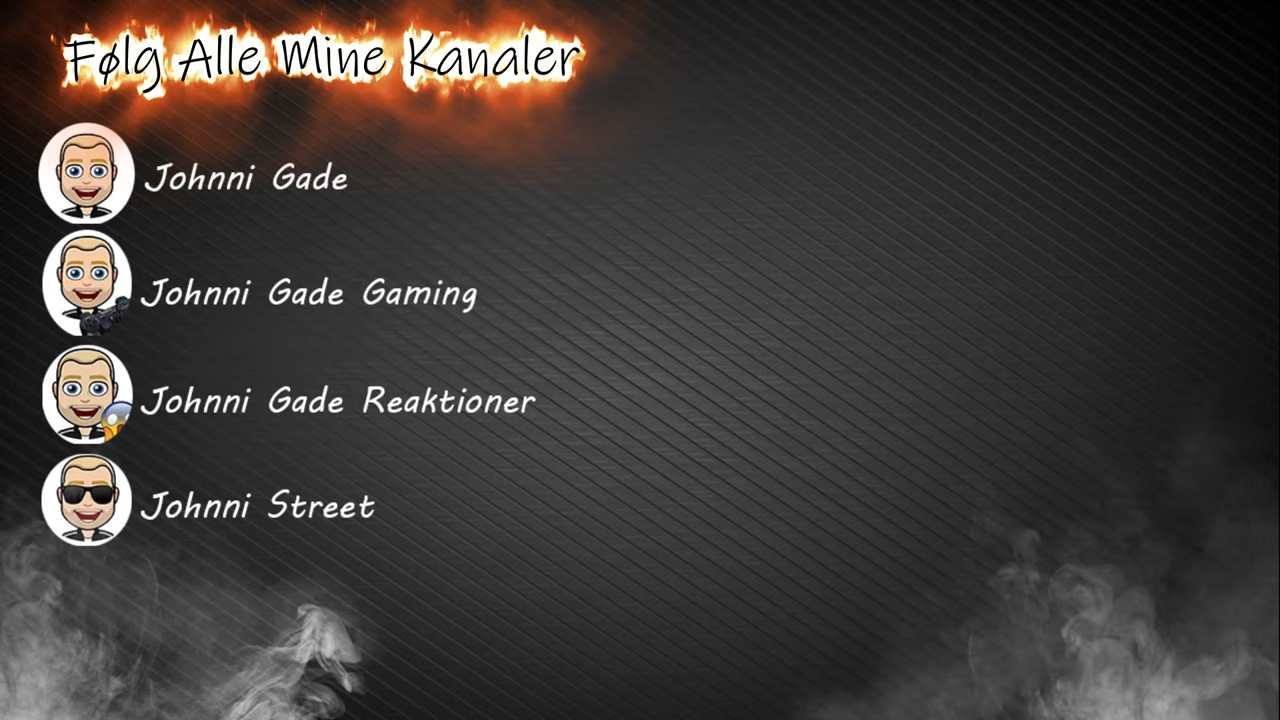 Følg Alle Mine Kanaler
Johnni Gade
Johnni Gade Gaming
Johnni Gade Reaktioner
Johnni Street